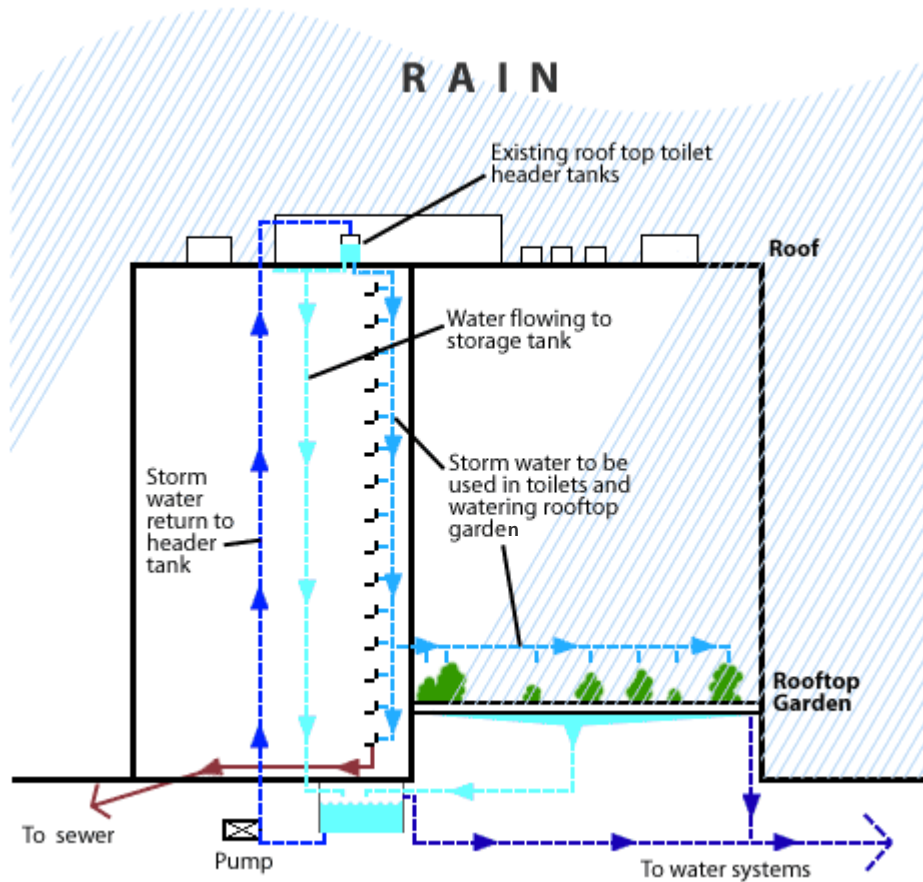 RAIN
Existing roof top toilet
header tanks
Roof
Water flowing to
storage tank
Storm
water
return to
header
tank
Storm water to be
used in toilets and
watering rooftop
garden
Rooftop
Garden
To sewer
Pump
To water systems